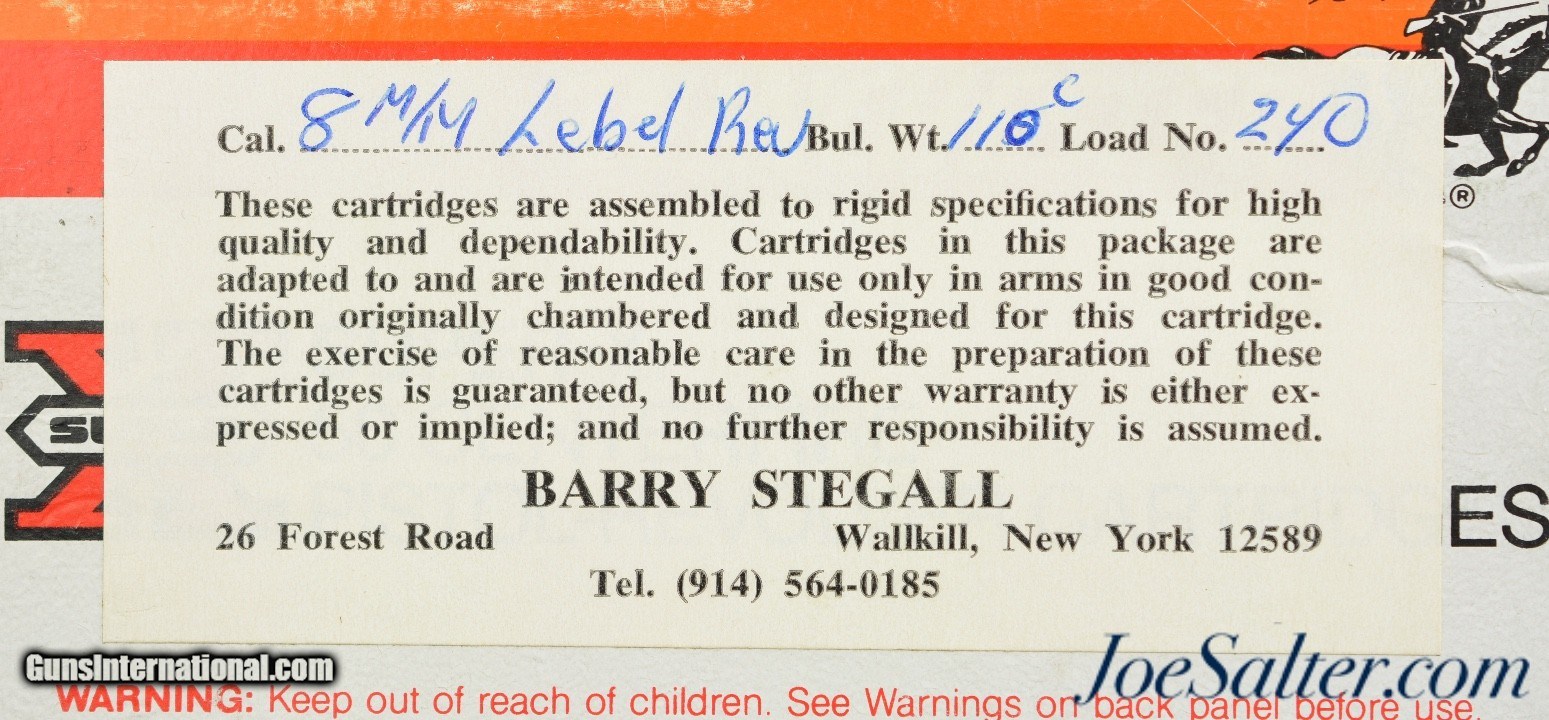 Cal. 8 M/M Lebel Rev Bul. Wt. 110 C Load No. 240
®
These cartridges are assembled to rigid specifications for high
quality and dependability. Cartridges in this package are
adapted to and are intended for use only in arms in good con-
dition originally chambered and designed for this cartridge.
The exercise of reasonable care in the preparation of these
cartridges is guaranteed, but no other warranty is either ex-
pressed or implied; and no further responsibility is assumed.
BARRY STEGALL
ES
26 Forest Road Wallkill, New York 12589
Tel. (914) 564-0185
GunsInternational.com
JoeSalter.com
WARNING: Keep out of reach of children. See Warnings on back panel before use.